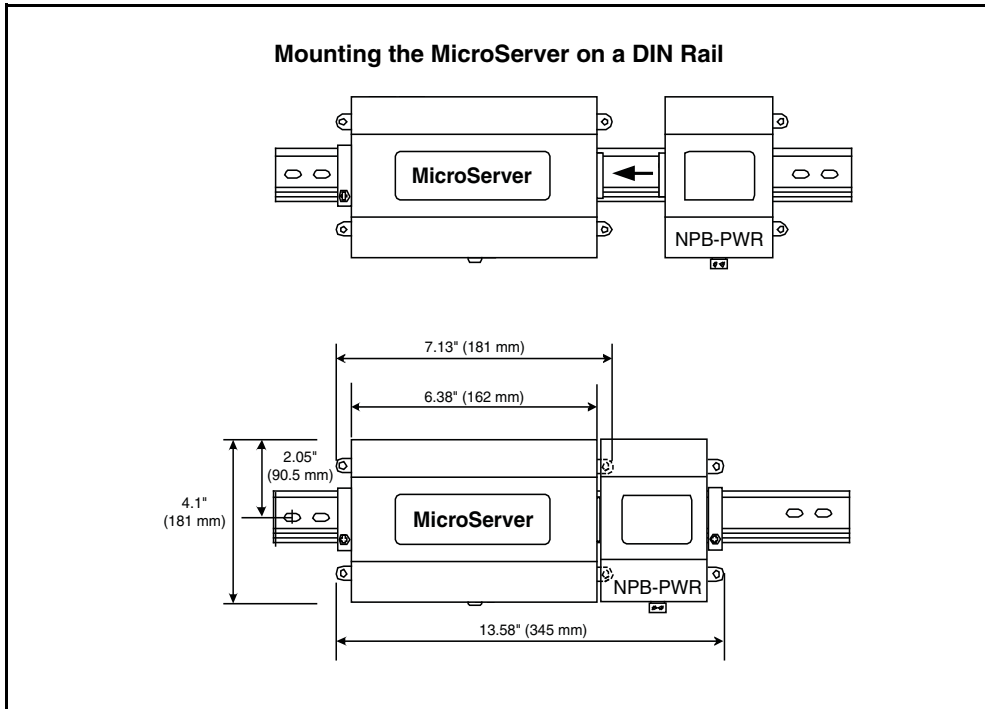 Mounting the MicroServer on a DIN Rail
MicroServer
NPB-PWR
7.13" (181 mm)
6.38" (162 mm)
2.05"
(90.5 mm)
4.1"
(181 mm)
MicroServer
NPB-PWR
13.58" (345 mm)